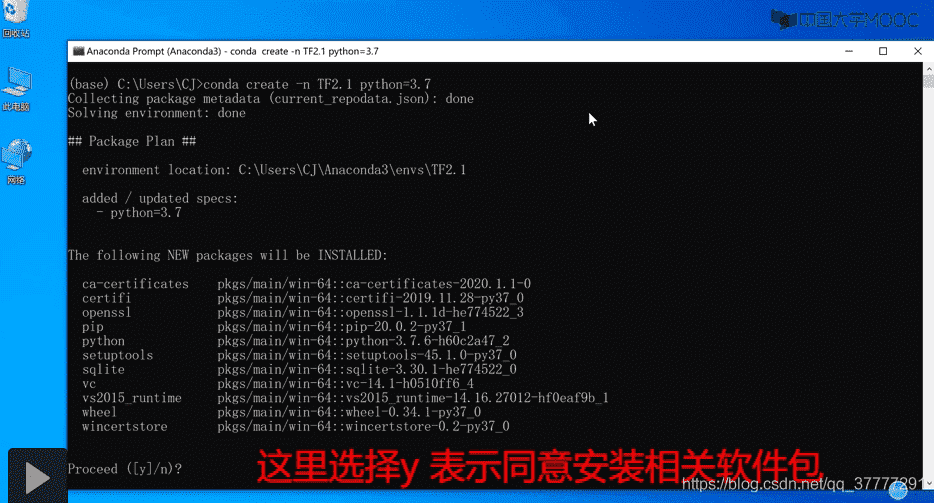 回收站
此电脑
网络
中国大学MOOC
Anaconda Prompt (Anaconda3) - conda  create -n TF2.1 python=3.7
(base) C:\Users\CJ>conda create -n TF2.1 python=3.7
Collecting package metadata (current_repodata.json): done
Solving environment: done
## Package Plan ##
environment location: C:\Users\CJ\Anaconda3\envs\TF2.1
added / updated specs:
- python=3.7
The following NEW packages will be INSTALLED:
ca-certificates    pkgs/main/win-64::ca-certificates-2020.1.1-0
certifi            pkgs/main/win-64::certifi-2019.11.28-py37_0
openssl            pkgs/main/win-64::openssl-1.1.1d-he774522_3
pip                pkgs/main/win-64::pip-20.0.2-py37_1
python             pkgs/main/win-64::python-3.7.6-h60c2a47_2
setuptools         pkgs/main/win-64::setuptools-45.1.0-py37_0
sqlite             pkgs/main/win-64::sqlite-3.30.1-he774522_0
vc                 pkgs/main/win-64::vc-14.1-h0510ff6_4
vs2015_runtime     pkgs/main/win-64::vs2015_runtime-14.16.27012-hf0eaf9b_1
wheel              pkgs/main/win-64::wheel-0.34.1-py37_0
wincertstore       pkgs/main/win-64::wincertstore-0.2-py37_0
Proceed ([y]/n)?
这里选择y 表示同意安装相关软件包
https://blog.csdn.net/qq_37777291